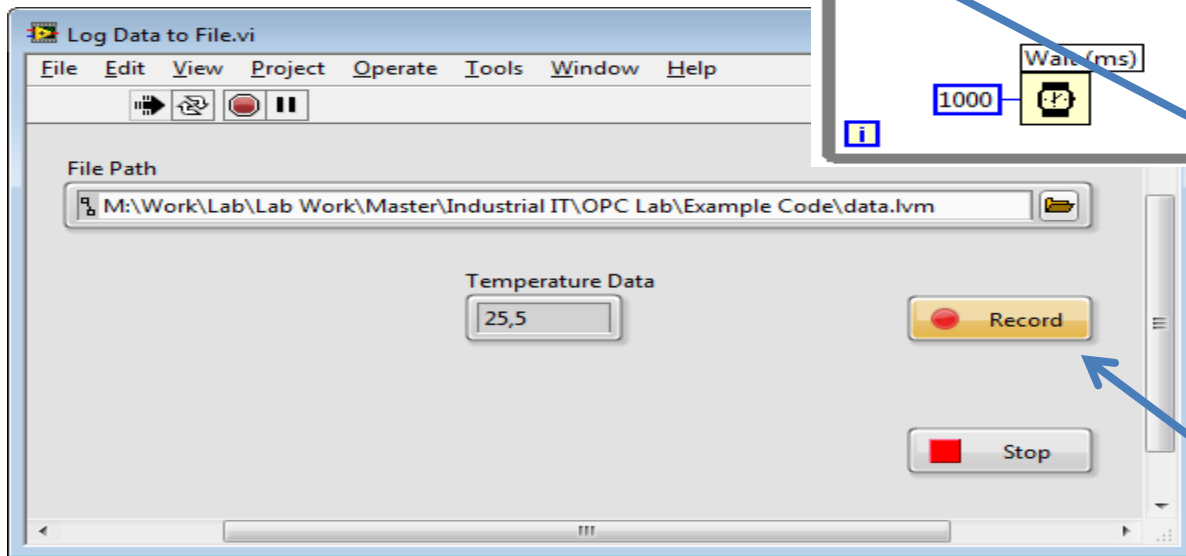 Log Data to File.vi
File Edit View Project Operate Tools Window Help
Wait (ms)
1000
i
File Path
M:\Work\Lab\Lab Work\Master\Industrial IT\OPC Lab\Example Code\data.lvm
Temperature Data
25,5
Record
Stop